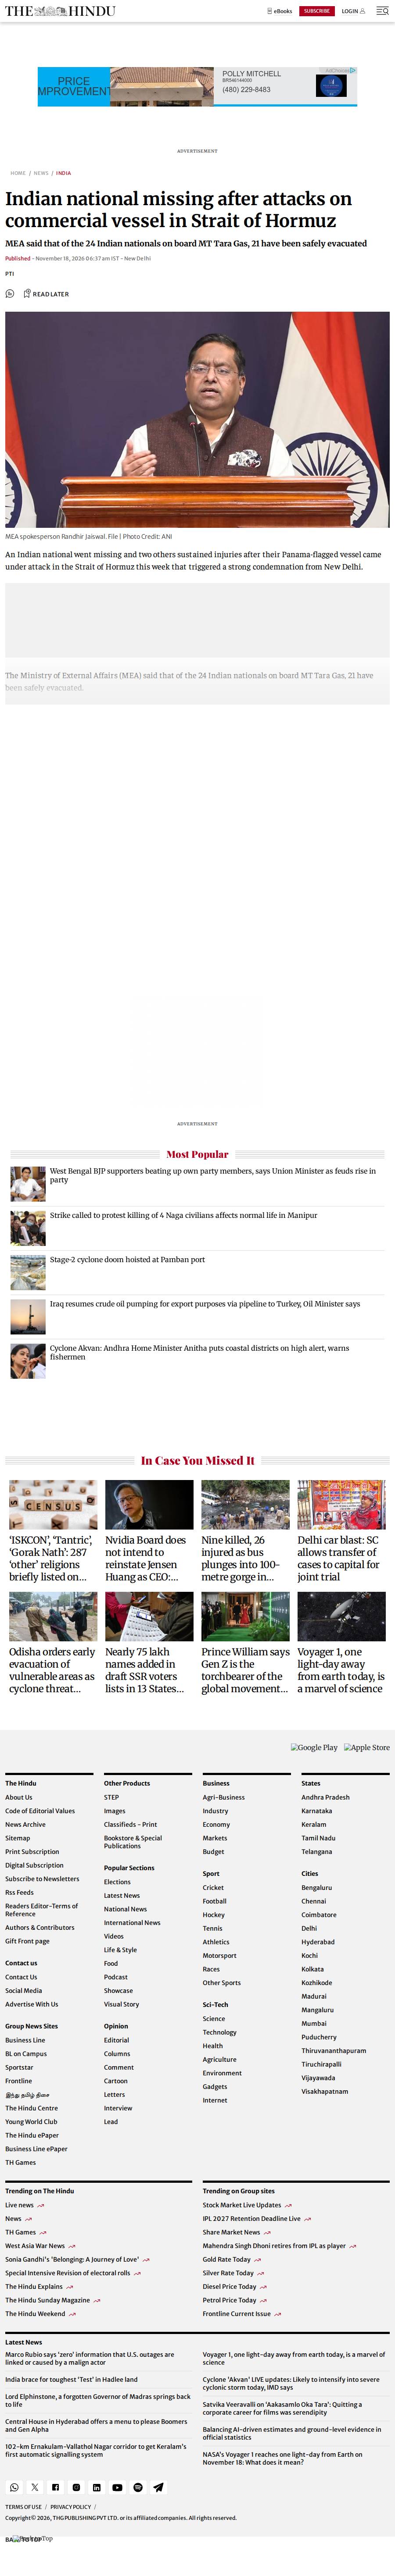 THE HINDU
eBooks
SUBSCRIBE
LOGIN
PRICE
IMPROVEMENT
POLLY MITCHELL
BR546144000
(480) 229-8483
AdChoices
ADVERTISEMENT
HOME / NEWS / INDIA
Indian national missing after attacks on
commercial vessel in Strait of Hormuz
MEA said that of the 24 Indian nationals on board MT Tara Gas, 21 have been safely evacuated
Published - November 18, 2026 06:37 am IST - New Delhi
PTI
READ LATER
MEA spokesperson Randhir Jaiswal. File | Photo Credit: ANI
An Indian national went missing and two others sustained injuries after their Panama-flagged vessel came
under attack in the Strait of Hormuz this week that triggered a strong condemnation from New Delhi.
The Ministry of External Affairs (MEA) said that of the 24 Indian nationals on board MT Tara Gas, 21 have
been safely evacuated.
ADVERTISEMENT
Most Popular
West Bengal BJP supporters beating up own party members, says Union Minister as feuds rise in
party
Strike called to protest killing of 4 Naga civilians affects normal life in Manipur
Stage-2 cyclone doom hoisted at Pamban port
Iraq resumes crude oil pumping for export purposes via pipeline to Turkey, Oil Minister says
Cyclone Akvan: Andhra Home Minister Anitha puts coastal districts on high alert, warns
fishermen
In Case You Missed It
CENSUS
‘ISKCON’, ‘Tantric’,
‘Gorak Nath’: 287
‘other’ religions
briefly listed on...
Nvidia Board does
not intend to
reinstate Jensen
Huang as CEO:...
Nine killed, 26
injured as bus
plunges into 100-
metre gorge in...
Delhi car blast: SC
allows transfer of
cases to capital for
joint trial
Odisha orders early
evacuation of
vulnerable areas as
cyclone threat...
Nearly 75 lakh
names added in
draft SSR voters
lists in 13 States...
Prince William says
Gen Z is the
torchbearer of the
global movement...
Voyager 1, one
light-day away
from earth today, is
a marvel of science
Google Play
Apple Store
The Hindu
About Us
Code of Editorial Values
News Archive
Sitemap
Print Subscription
Digital Subscription
Subscribe to Newsletters
Rss Feeds
Readers Editor-Terms of
Reference
Authors & Contributors
Gift Front page
Contact us
Contact Us
Social Media
Advertise With Us
Group News Sites
Business Line
BL on Campus
Sportstar
Frontline
இந்து தமிழ் திசை
The Hindu Centre
Young World Club
The Hindu ePaper
Business Line ePaper
TH Games
Other Products
STEP
Images
Classifieds - Print
Bookstore & Special
Publications
Popular Sections
Elections
Latest News
National News
International News
Videos
Life & Style
Food
Podcast
Showcase
Visual Story
Opinion
Editorial
Columns
Comment
Cartoon
Letters
Interview
Lead
Business
Agri-Business
Industry
Economy
Markets
Budget
Sport
Cricket
Football
Hockey
Tennis
Athletics
Motorsport
Races
Other Sports
Sci-Tech
Science
Technology
Health
Agriculture
Environment
Gadgets
Internet
States
Andhra Pradesh
Karnataka
Keralam
Tamil Nadu
Telangana
Cities
Bengaluru
Chennai
Coimbatore
Delhi
Hyderabad
Kochi
Kolkata
Kozhikode
Madurai
Mangaluru
Mumbai
Puducherry
Thiruvananthapuram
Tiruchirapalli
Vijayawada
Visakhapatnam
Trending on The Hindu
Live news
News
TH Games
West Asia War News
Sonia Gandhi's 'Belonging: A Journey of Love'
Special Intensive Revision of electoral rolls
The Hindu Explains
The Hindu Sunday Magazine
The Hindu Weekend
Trending on Group sites
Stock Market Live Updates
IPL 2027 Retention Deadline Live
Share Market News
Mahendra Singh Dhoni retires from IPL as player
Gold Rate Today
Silver Rate Today
Diesel Price Today
Petrol Price Today
Frontline Current Issue
Latest News
Marco Rubio says ‘zero’ information that U.S. outages are
linked or caused by a malign actor
India brace for toughest 'Test' in Hadlee land
Lord Elphinstone, a forgotten Governor of Madras springs back
to life
Central House in Hyderabad offers a menu to please Boomers
and Gen Alpha
102-km Ernakulam-Vallathol Nagar corridor to get Keralam's
first automatic signalling system
Voyager 1, one light-day away from earth today, is a marvel of
science
Cyclone 'Akvan' LIVE updates: Likely to intensify into severe
cyclonic storm today, IMD says
Satvika Veeravalli on ‘Aakasamlo Oka Tara’: Quitting a
corporate career for films was serendipity
Balancing AI-driven estimates and ground-level evidence in
official statistics
NASA’s Voyager 1 reaches one light-day from Earth on
November 18: What does it mean?
TERMS OF USE / PRIVACY POLICY /
Copyright© 2026, THG PUBLISHING PVT LTD. or its affiliated companies. All rights reserved.
BACK TO TOP